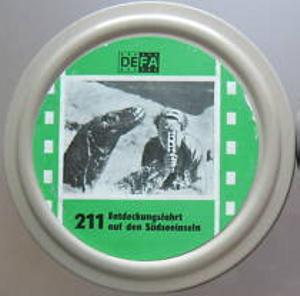 DEFA
211 Entdeckungsfahrt
auf den Südseeinseln